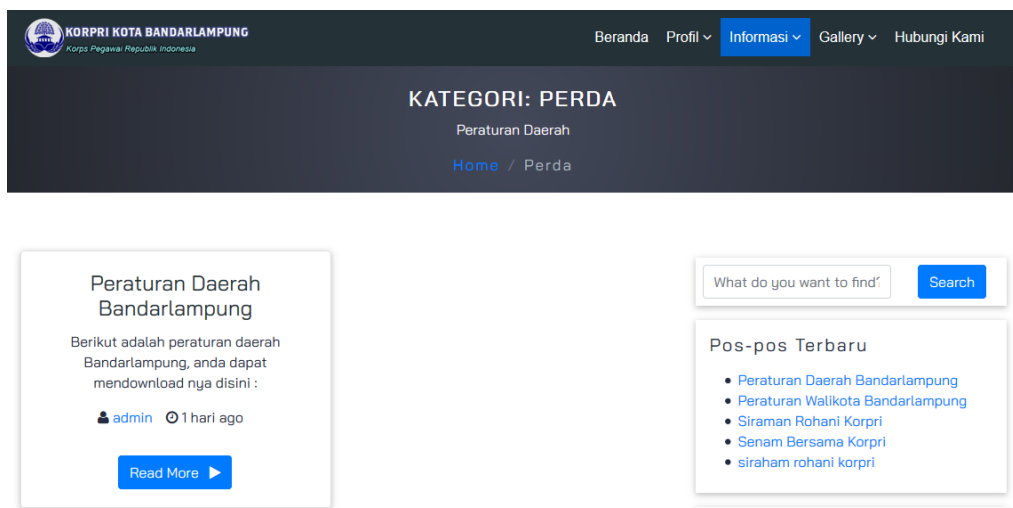 KORPRI KOTA BANDARLAMPUNG
Korps Pegawai Republik Indonesia
Beranda Profil Informasi Gallery Hubungi Kami
KATEGORI: PERDA
Peraturan Daerah
Home / Perda
Peraturan Daerah
Bandarlampung
Berikut adalah peraturan daerah
Bandarlampung, anda dapat
mendownload nya disini :
admin 1 hari ago
Read More
What do you want to find?
Search
Pos-pos Terbaru
Peraturan Daerah Bandarlampung
Peraturan Walikota Bandarlampung
Siraman Rohani Korpri
Senam Bersama Korpri
siraham rohani korpri